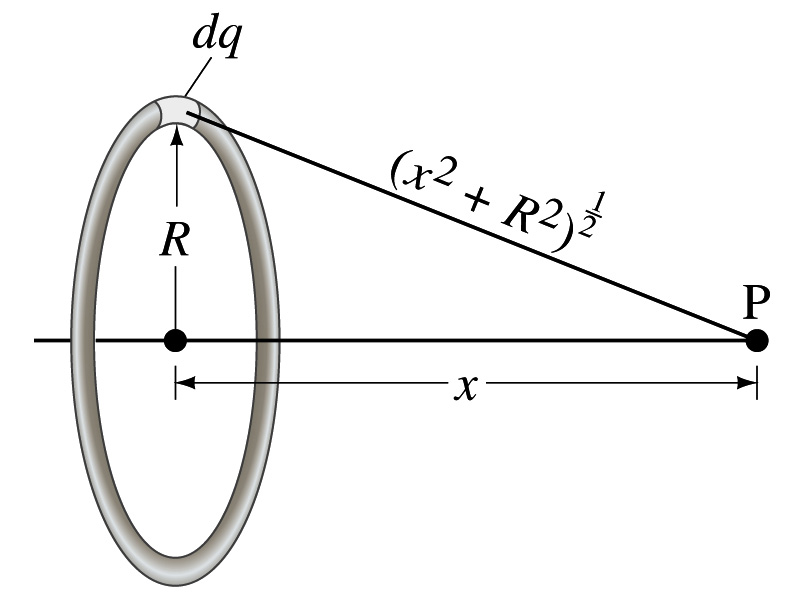 dq
(x² + R²)^½
R
P
x